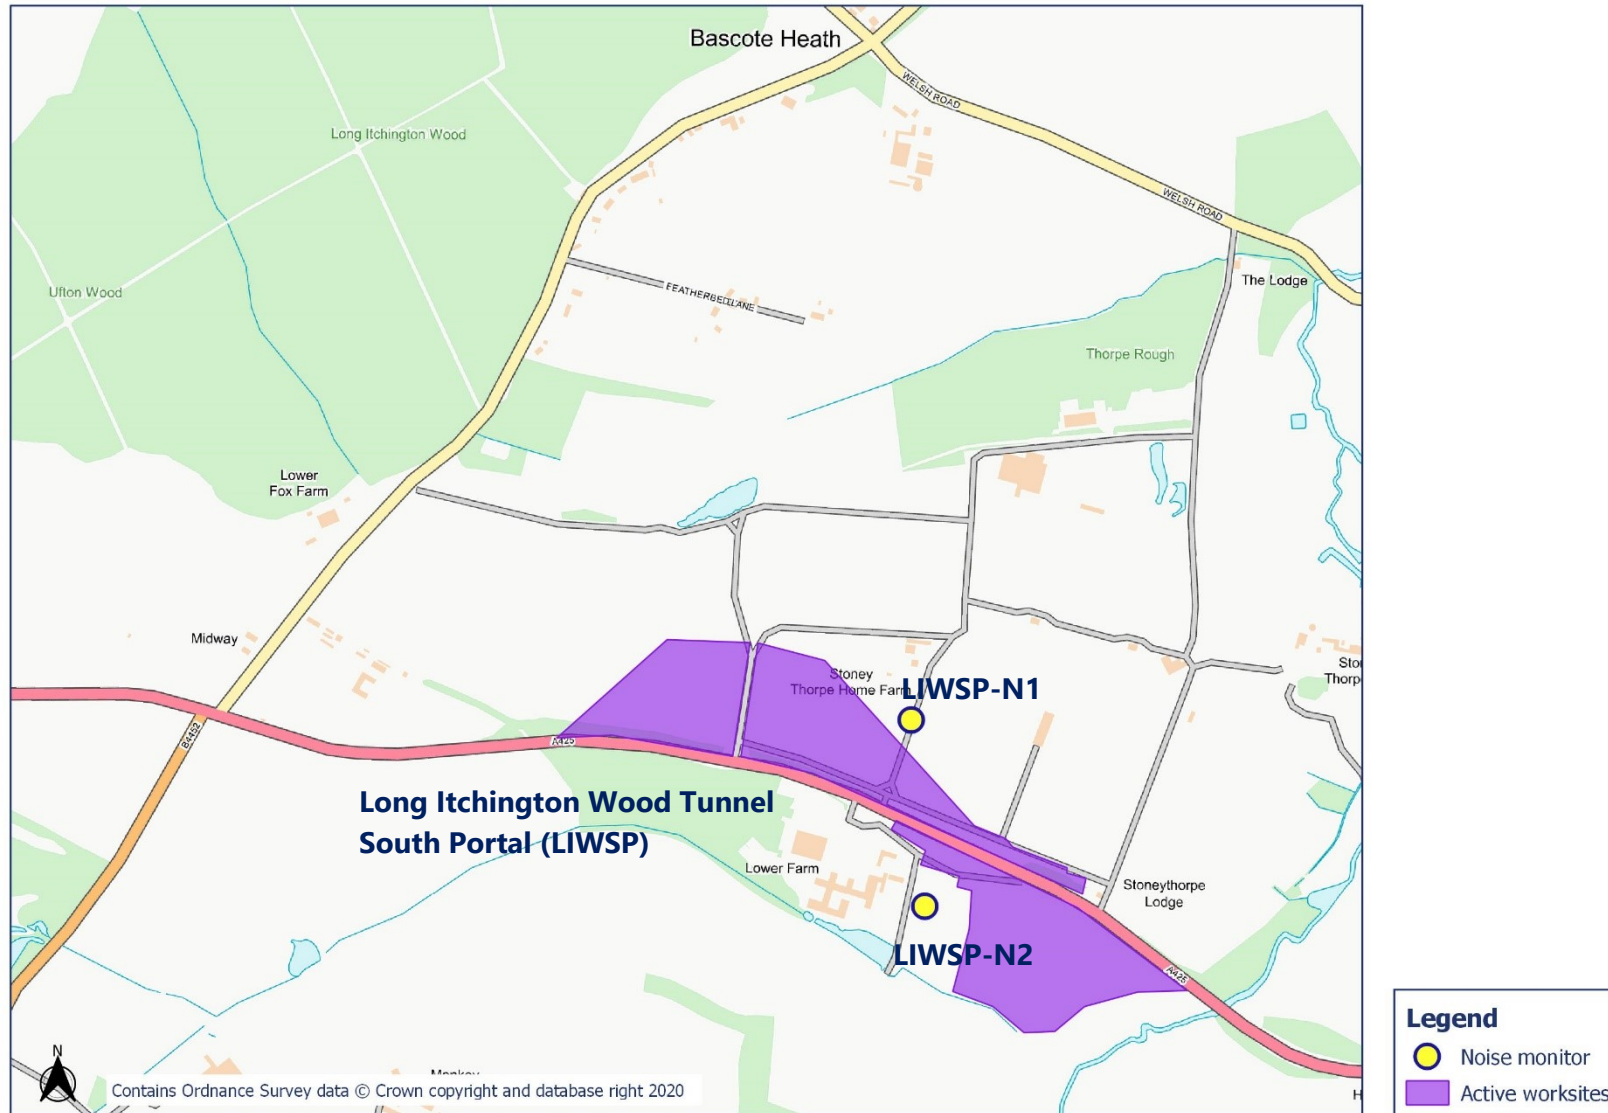 Bascote Heath
WELSH ROAD
Long Itchington Wood
WELSH ROAD
Ufton Wood
FEATHERBED LANE
The Lodge
Thorpe Rough
Lower
Fox Farm
Midway
Stoney
Thorpe Home Farm
LIWSP-N1
A425
B4452
Long Itchington Wood Tunnel
South Portal (LIWSP)
Lower Farm
Stoneythorpe
Lodge
LIWSP-N2
A425
N
Contains Ordnance Survey data © Crown copyright and database right 2020
Legend
Noise monitor
Active worksites